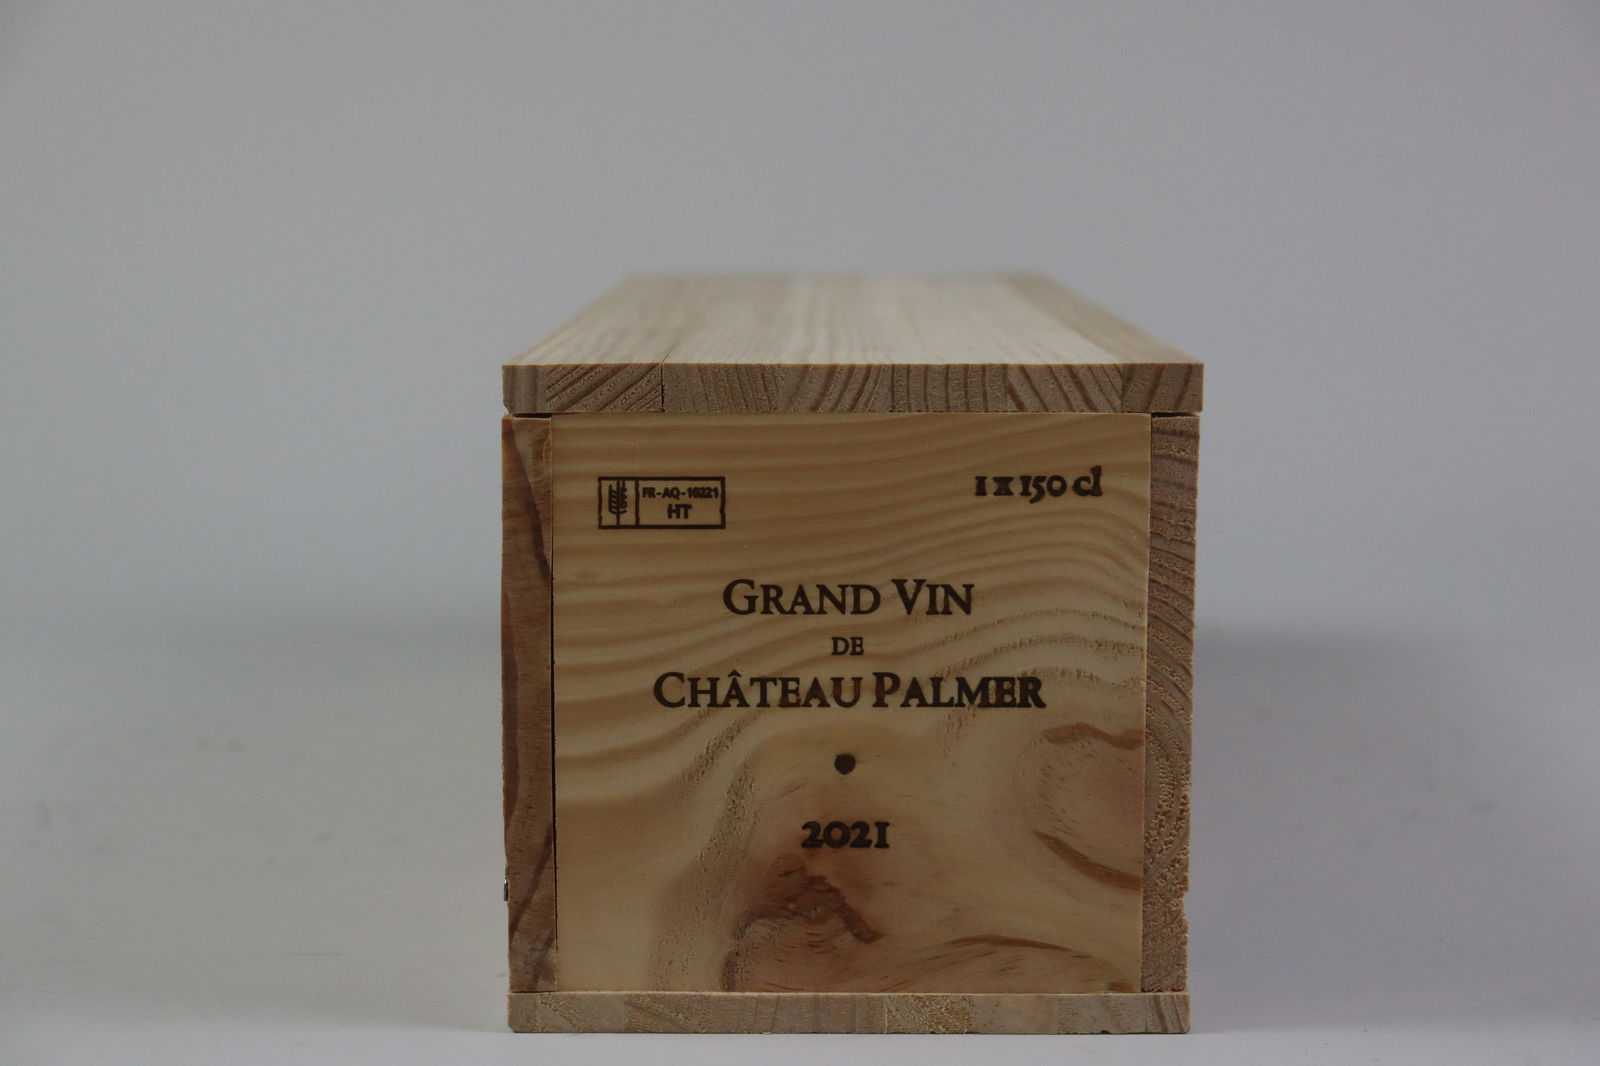 FR-AQ-10221
HT
1 x 150 cl
GRAND VIN
DE
CHÂTEAU PALMER
2021